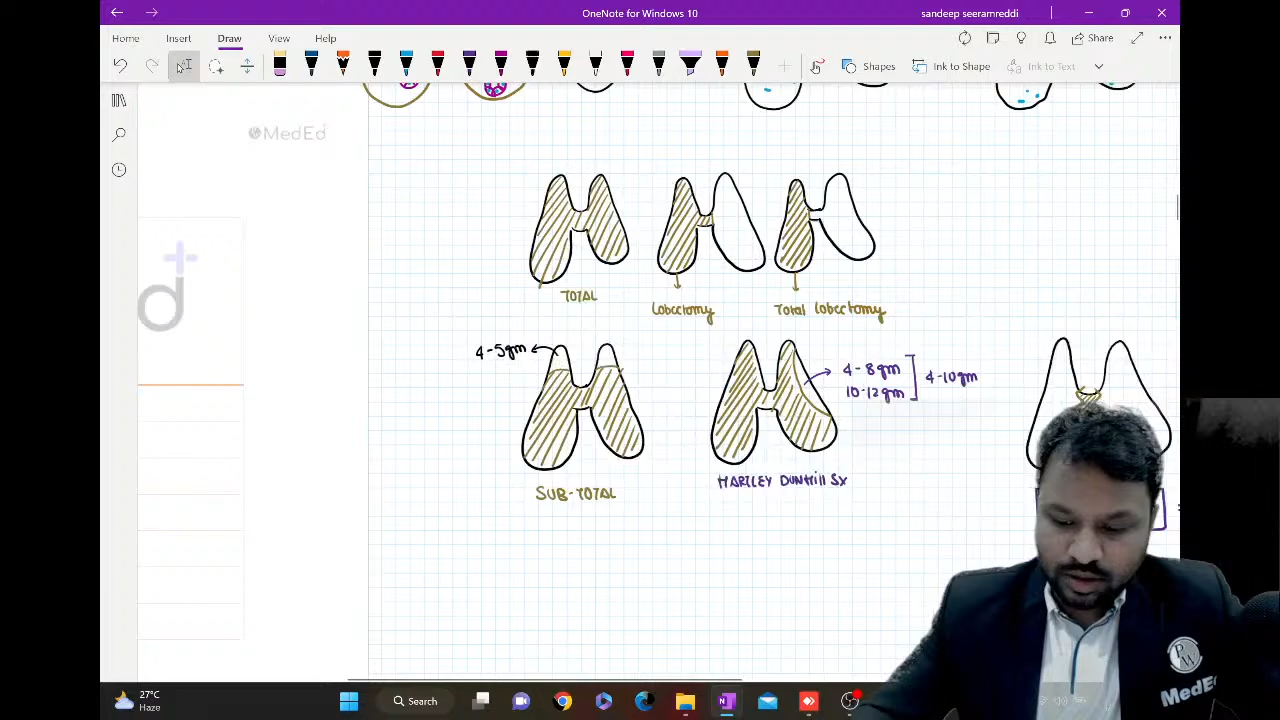 OneNote for Windows 10
sandeep seeramreddi
Home Insert Draw View Help
Share
Shapes
Ink to Shape
Ink to Text
MedEd
d
TOTAL
Lobectomy
Total lobectomy
4-5gm
4-8gm
10-12gm
4-10gm
SUB-TOTAL
HARTLEY DUNHill SX
PW
MedEd
27°C
Haze
Search